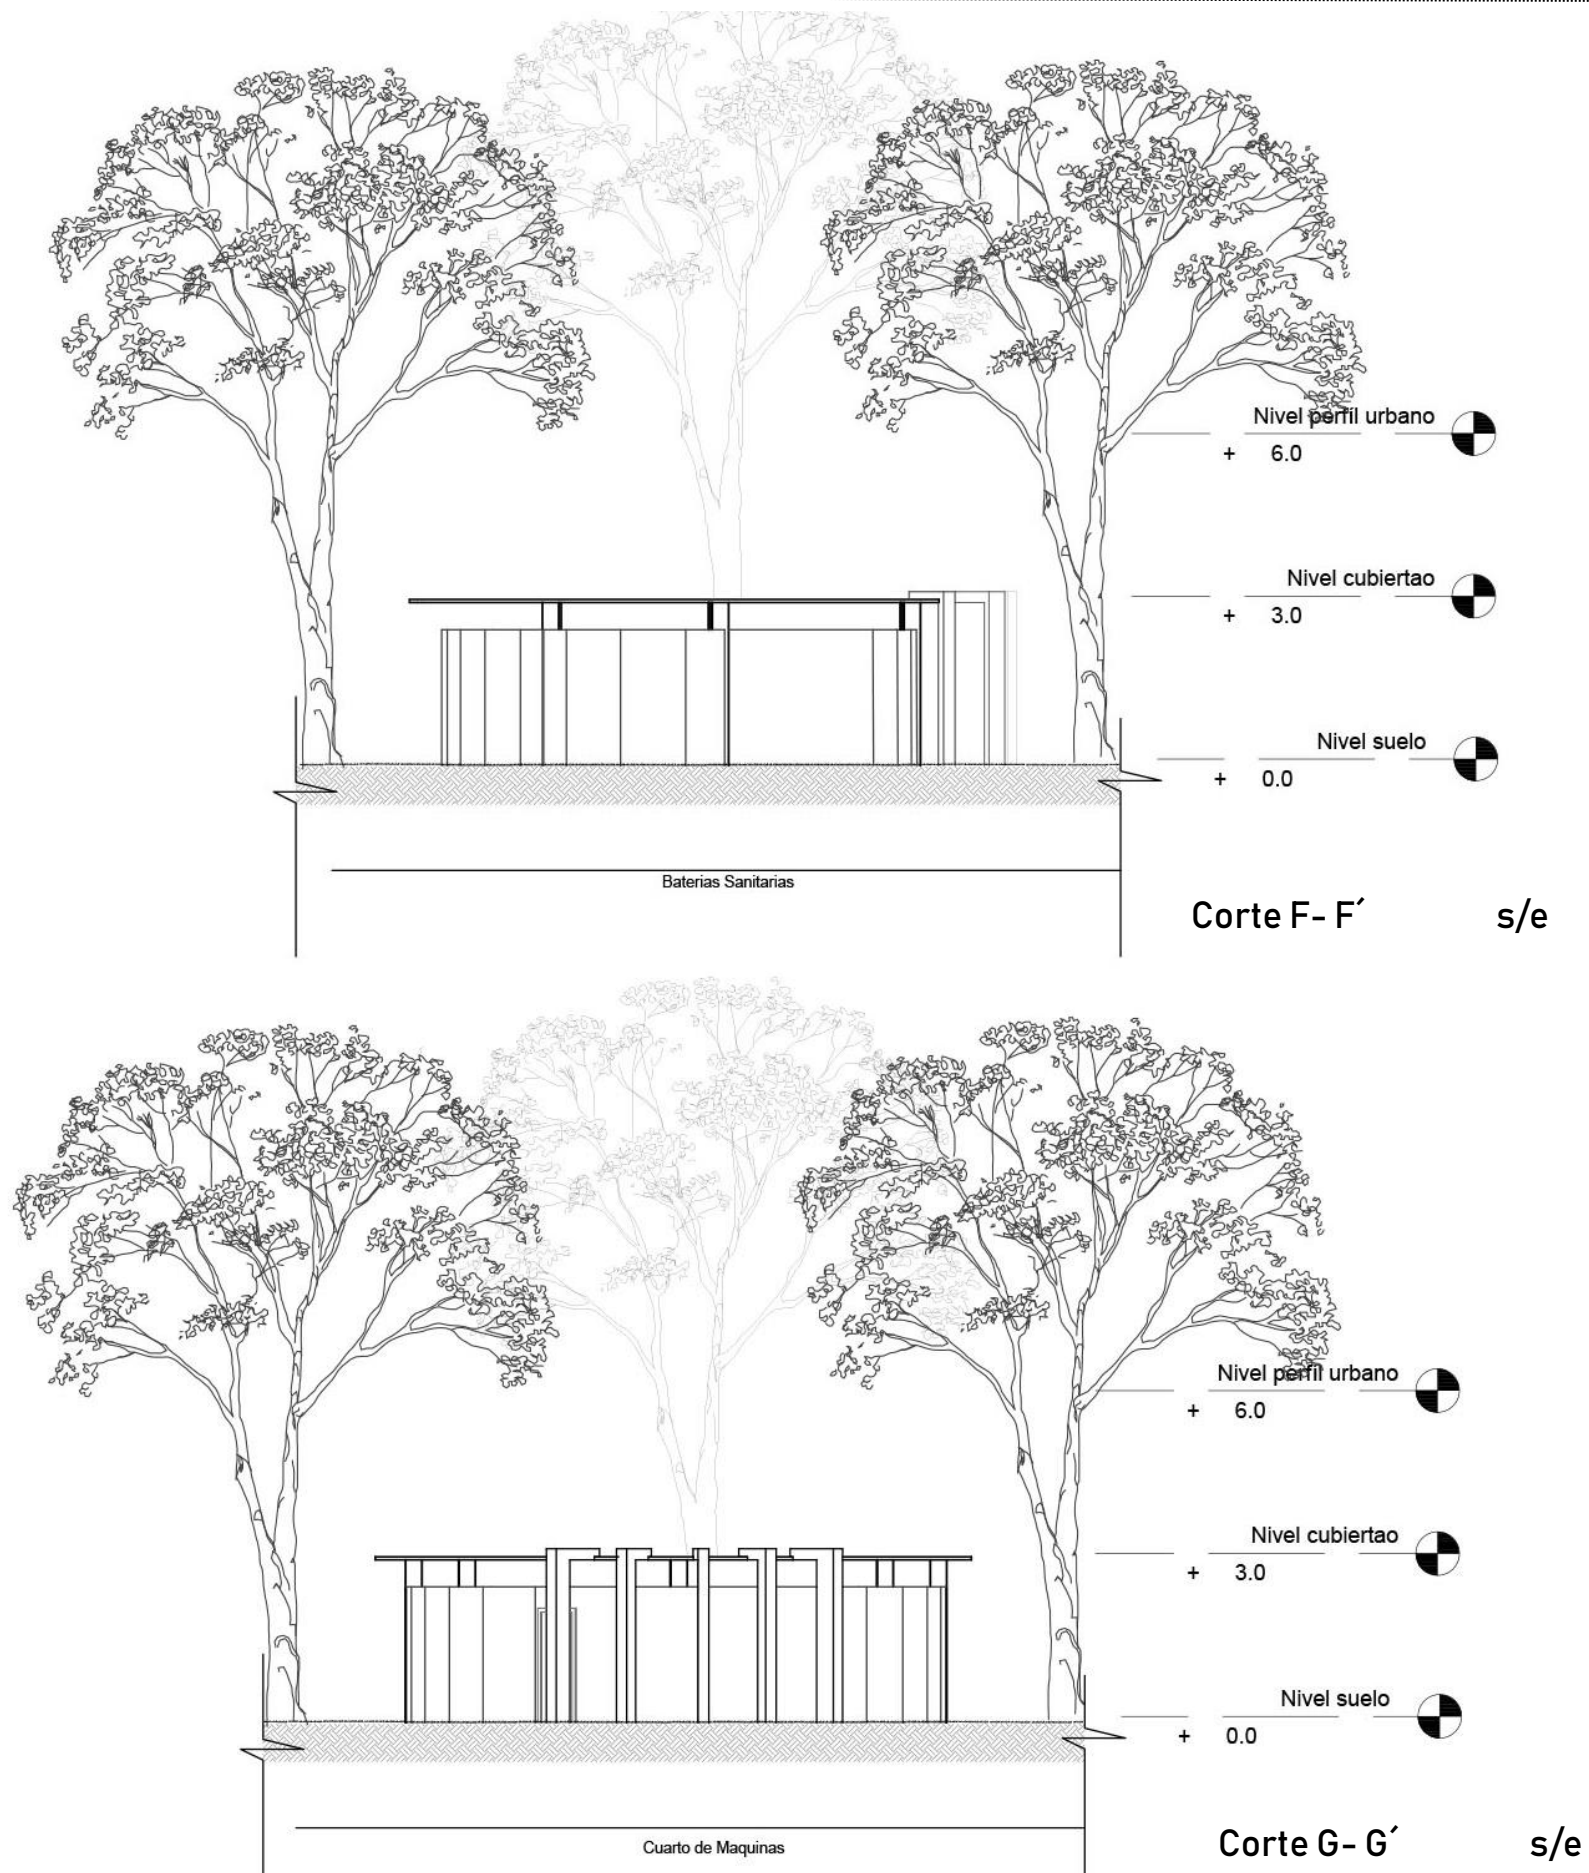 Nivel perfil urbano
+ 6.0
Nivel cubiertao
+ 3.0
Nivel suelo
+ 0.0
Baterias Sanitarias
Corte F- F´ s/e
Nivel perfil urbano
+ 6.0
Nivel cubiertao
+ 3.0
Nivel suelo
+ 0.0
Cuarto de Maquinas
Corte G- G´ s/e